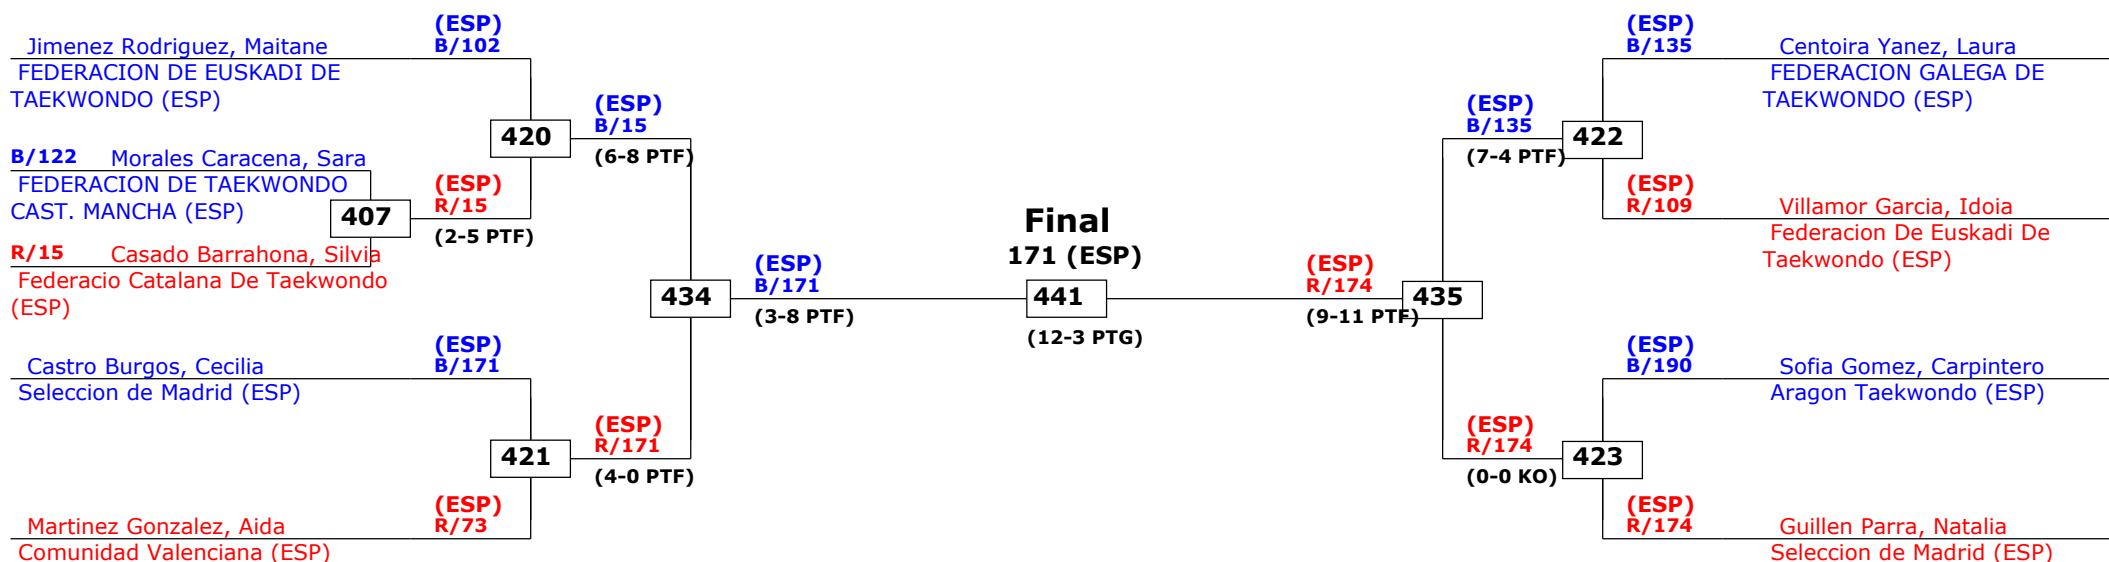 (ESP)
B/102
Jimenez Rodriguez, Maitane
FEDERACION DE EUSKADI DE
TAEKWONDO (ESP)
420
(ESP)
B/15
(6-8 PTF)
B/122 Morales Caracena, Sara
FEDERACION DE TAEKWONDO
CAST. MANCHA (ESP)
407
(ESP)
R/15
(2-5 PTF)
R/15 Casado Barrahona, Silvia
Federacio Catalana De Taekwondo
(ESP)
434
(ESP)
B/171
(3-8 PTF)
(ESP)
B/171
Castro Burgos, Cecilia
Seleccion de Madrid (ESP)
421
(ESP)
R/171
(4-0 PTF)
(ESP)
R/73
Martinez Gonzalez, Aida
Comunidad Valenciana (ESP)
Final
171 (ESP)
441
(12-3 PTG)
(ESP)
R/174
(9-11 PTF)
435
(ESP)
B/135
(7-4 PTF)
422
(ESP)
B/135
Centoira Yanez, Laura
FEDERACION GALEGA DE
TAEKWONDO (ESP)
(ESP)
R/109
Villamor Garcia, Idoia
Federacion De Euskadi De
Taekwondo (ESP)
(ESP)
R/174
(0-0 KO)
423
(ESP)
B/190
Sofia Gomez, Carpintero
Aragon Taekwondo (ESP)
(ESP)
R/174
Guillen Parra, Natalia
Seleccion de Madrid (ESP)